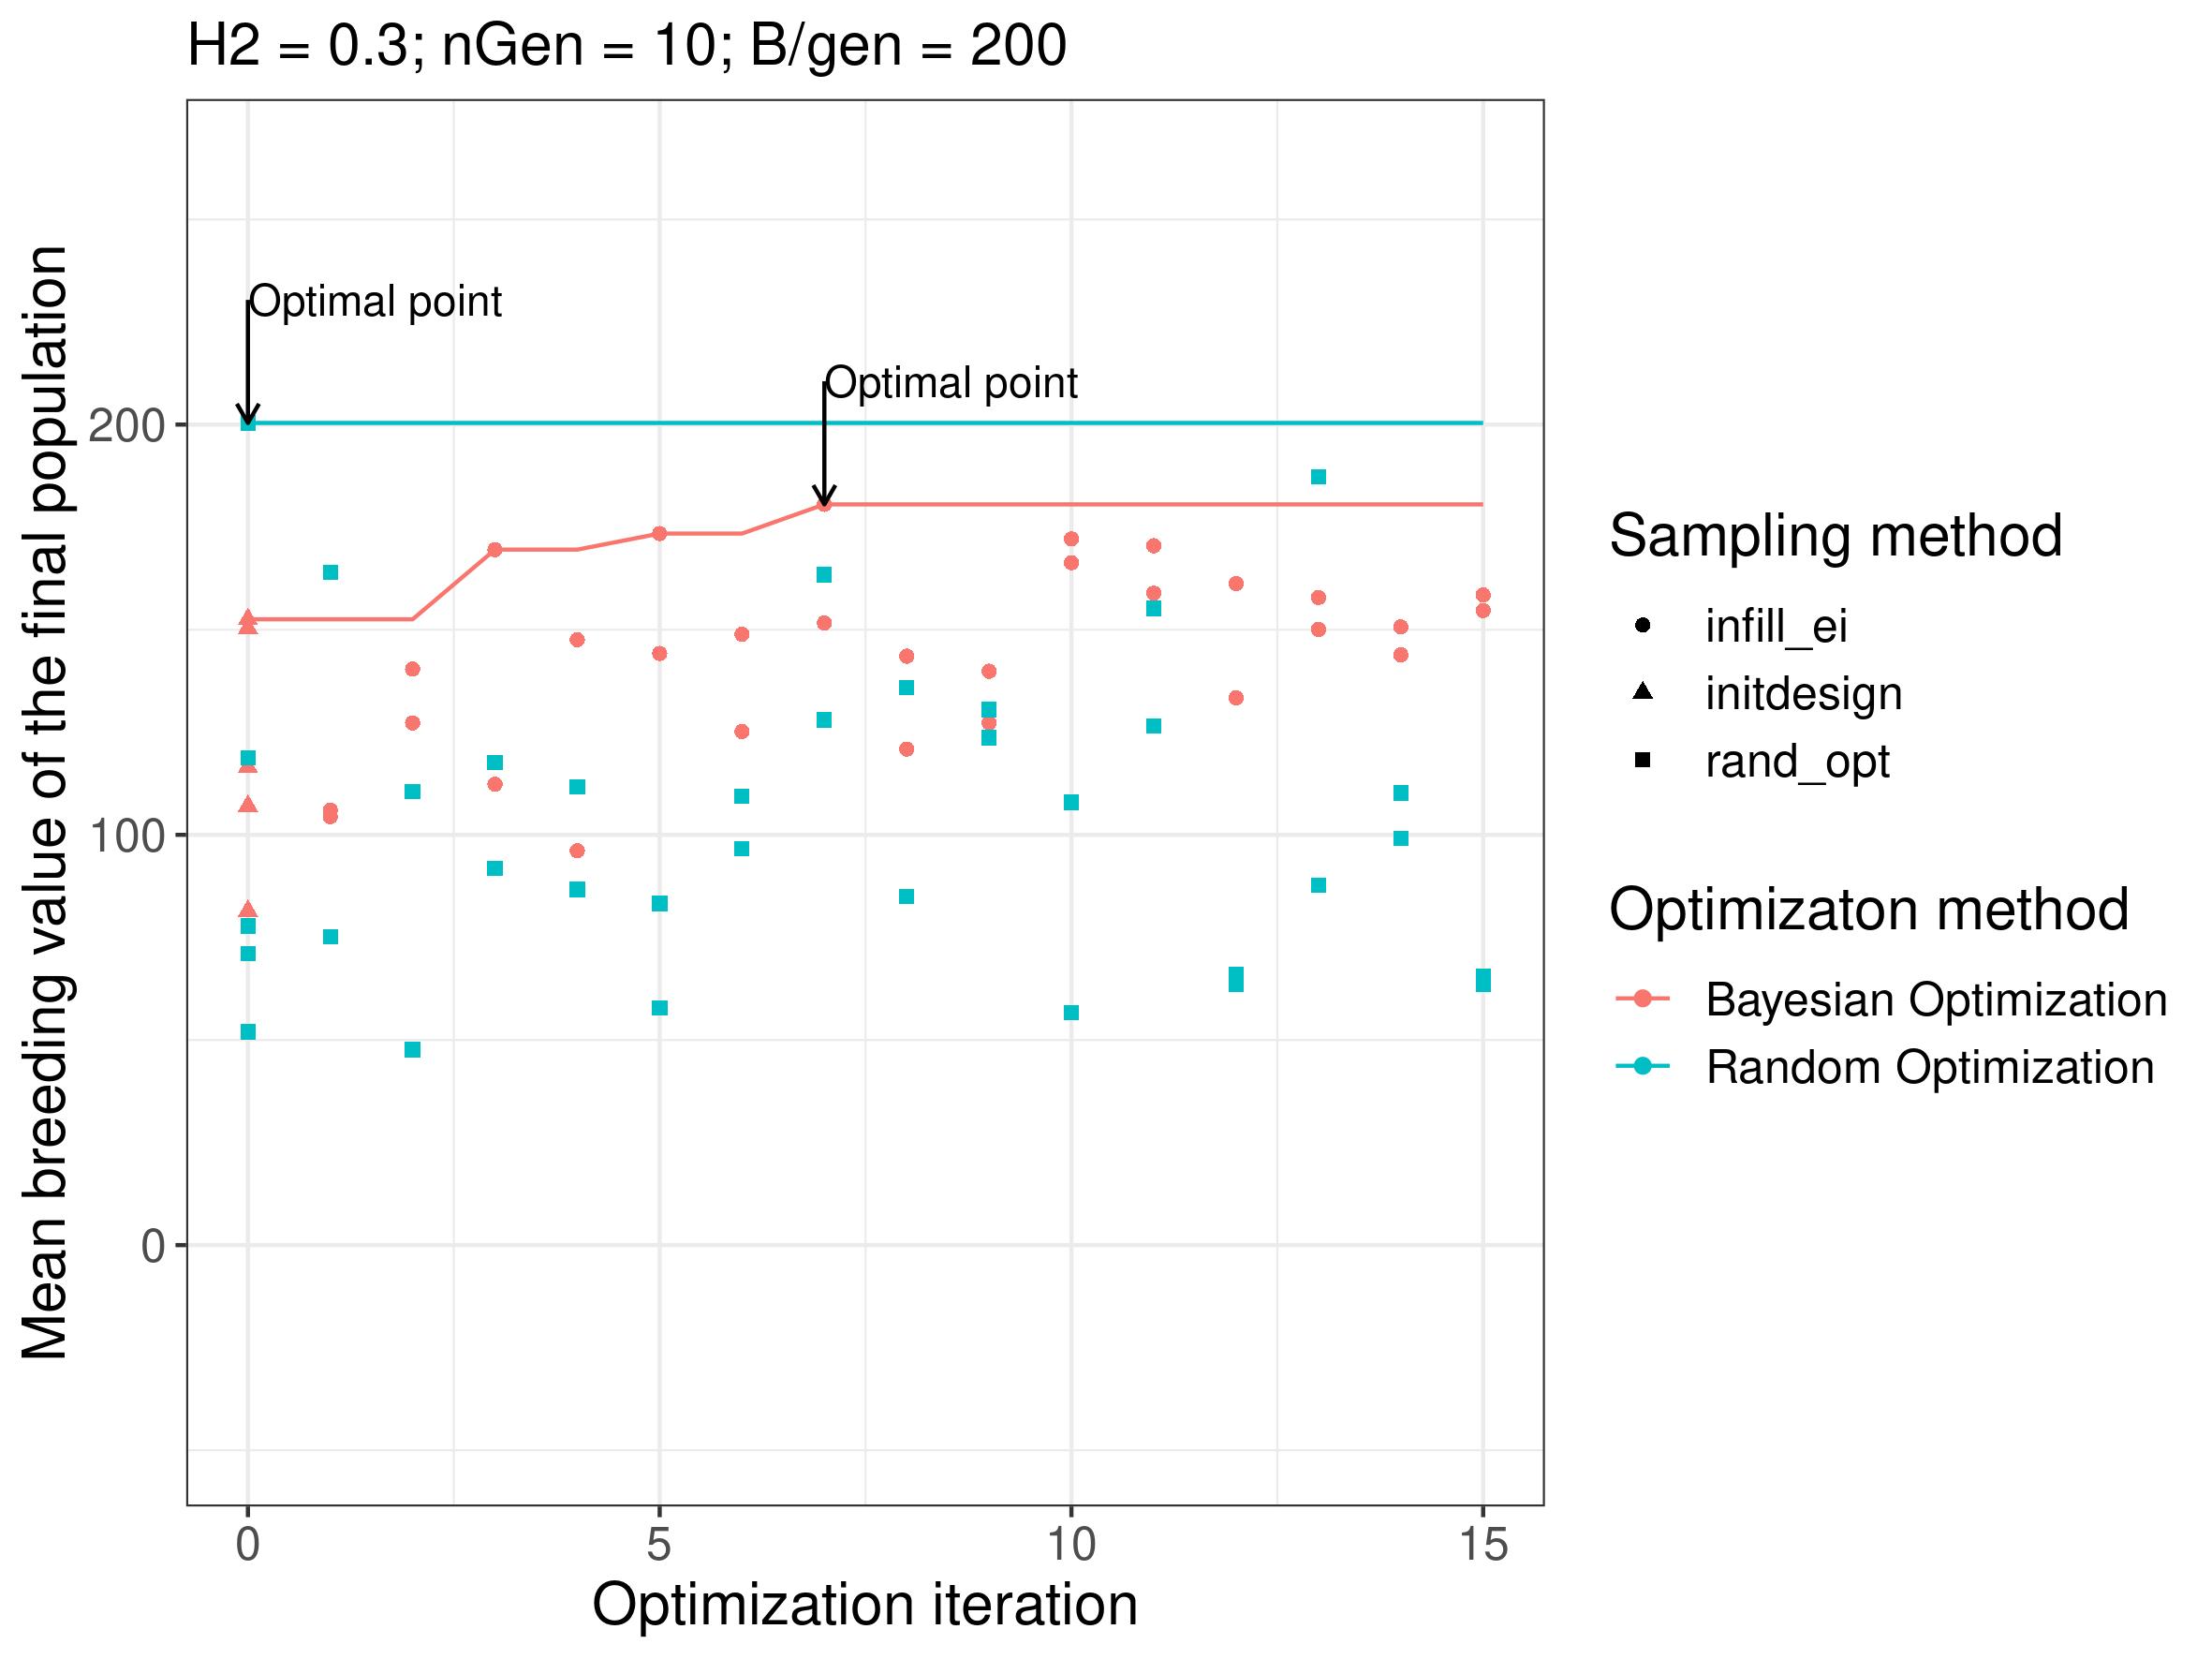 H2 = 0.3; nGen = 10; B/gen = 200
Mean breeding value of the final population
200
100
0
Optimal point
Optimal point
0
5
10
15
Optimization iteration
Sampling method
infill_ei
initdesign
rand_opt
Optimizaton method
Bayesian Optimization
Random Optimization